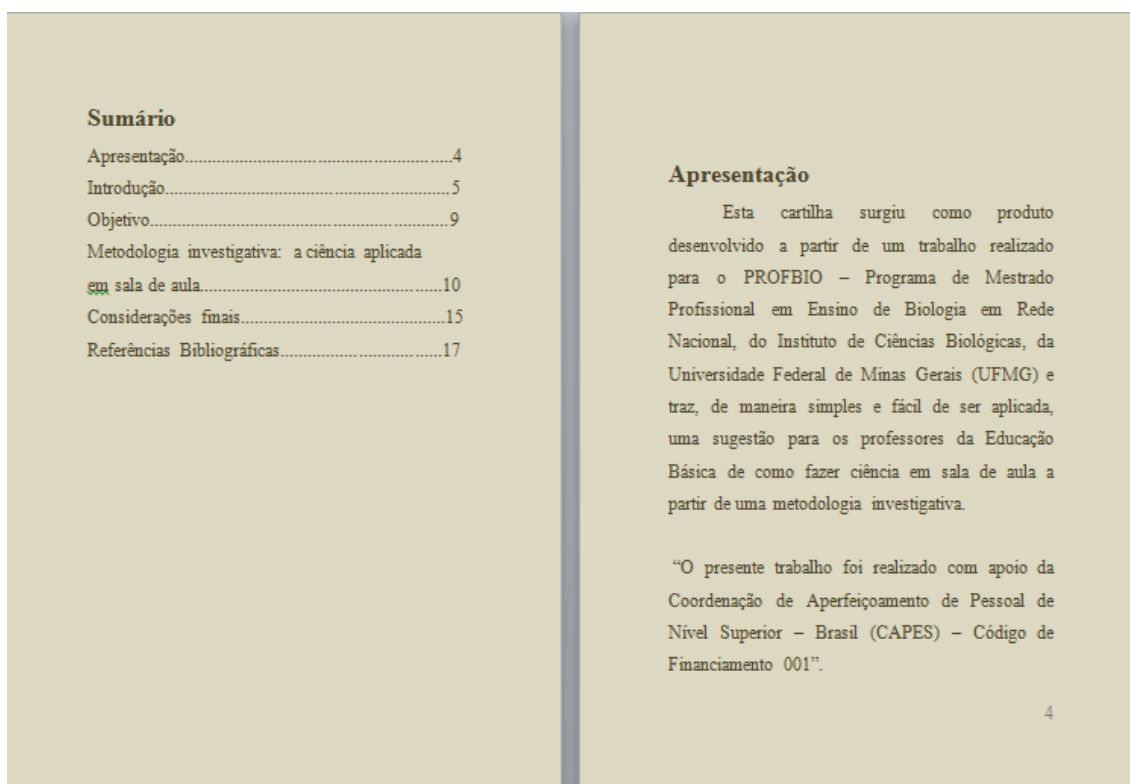 Sumário
Apresentação.........................................................4
Introdução.............................................................5
Objetivo.................................................................9
Metodologia investigativa: a ciência aplicada
em sala de aula...................................................10
Considerações finais...........................................15
Referências Bibliográficas..................................17
Apresentação
Esta cartilha surgiu como produto
desenvolvido a partir de um trabalho realizado
para o PROFBIO – Programa de Mestrado
Profissional em Ensino de Biologia em Rede
Nacional, do Instituto de Ciências Biológicas, da
Universidade Federal de Minas Gerais (UFMG) e
traz, de maneira simples e fácil de ser aplicada,
uma sugestão para os professores da Educação
Básica de como fazer ciência em sala de aula a
partir de uma metodologia investigativa.
“O presente trabalho foi realizado com apoio da
Coordenação de Aperfeiçoamento de Pessoal de
Nível Superior – Brasil (CAPES) – Código de
Financiamento 001”.
4